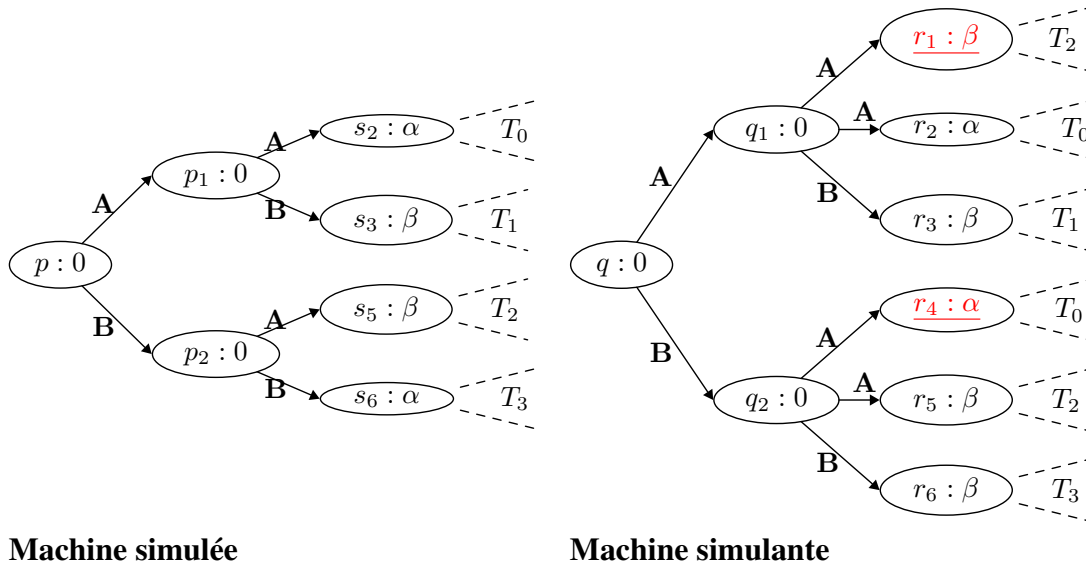 r₁ : β
T₂
A
s₂ : α
T₀
A
p₁ : 0
A
B
s₃ : β
T₁
p : 0
B
A
s₅ : β
T₂
p₂ : 0
B
s₆ : α
T₃
q₁ : 0
A
r₂ : α
T₀
A
B
r₃ : β
T₁
q : 0
B
r₄ : α
T₀
A
q₂ : 0
A
r₅ : β
T₂
B
r₆ : β
T₃
Machine simulée
Machine simulante